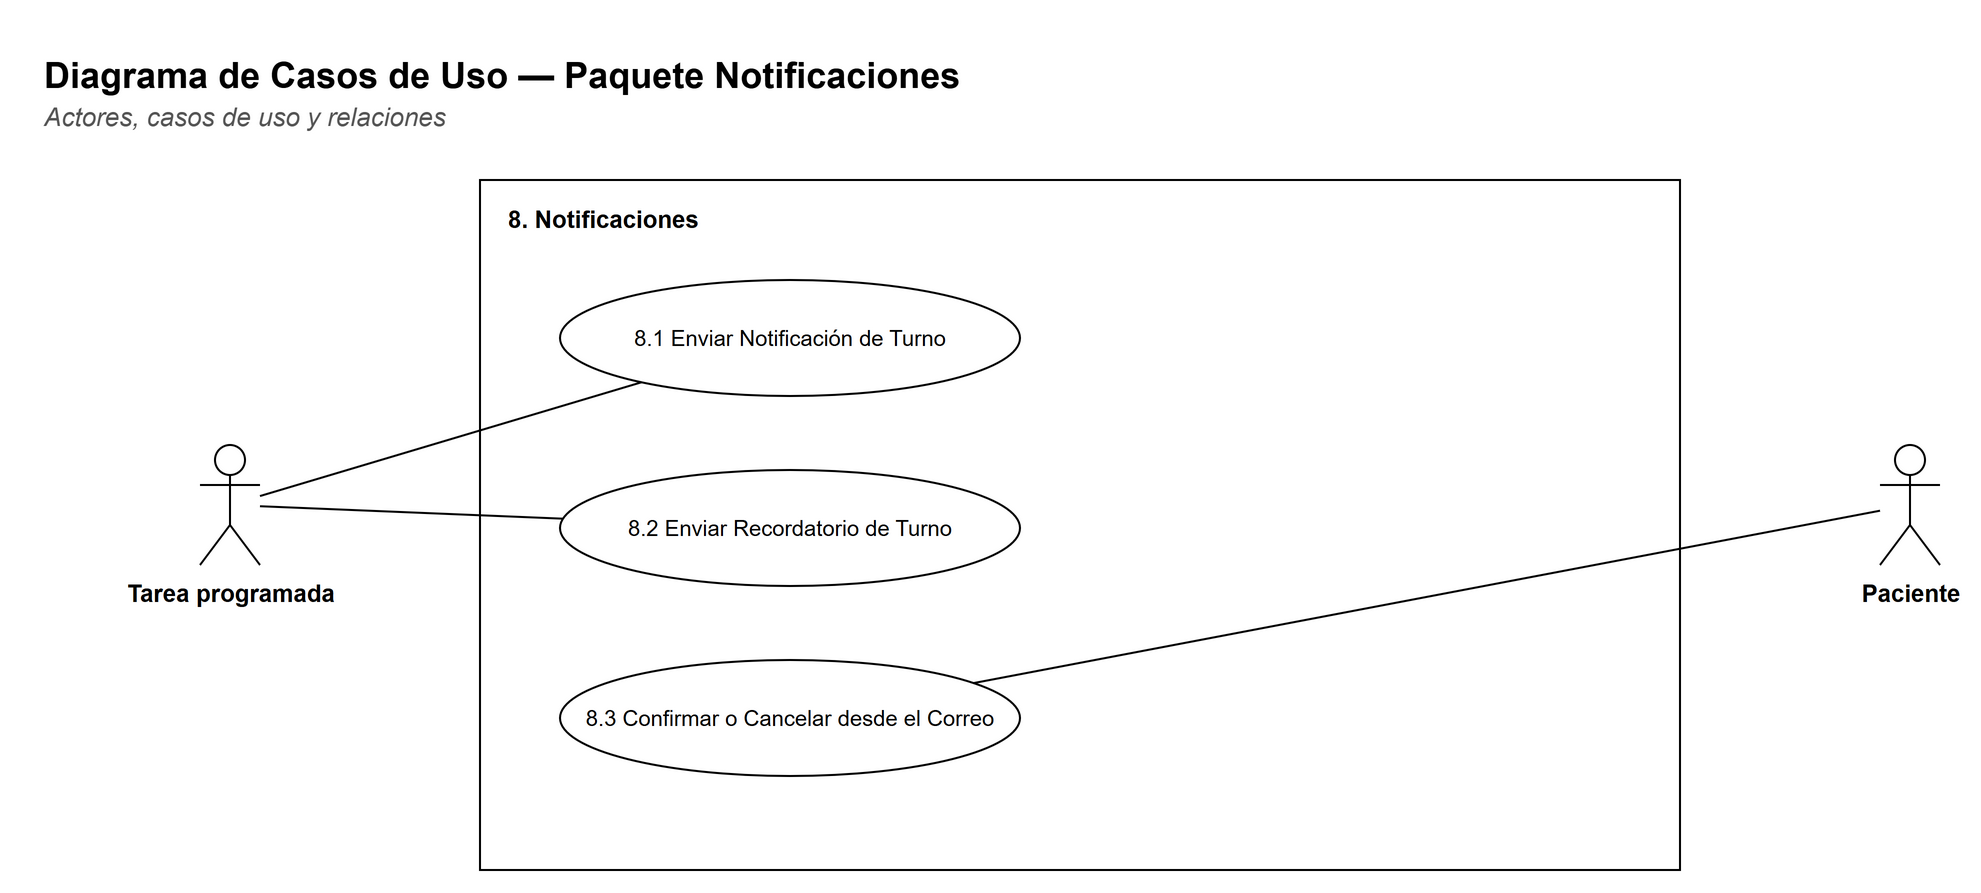 Diagrama de Casos de Uso — Paquete Notificaciones
Actores, casos de uso y relaciones
8. Notificaciones
8.1 Enviar Notificación de Turno
8.2 Enviar Recordatorio de Turno
Tarea programada
Paciente
8.3 Confirmar o Cancelar desde el Correo